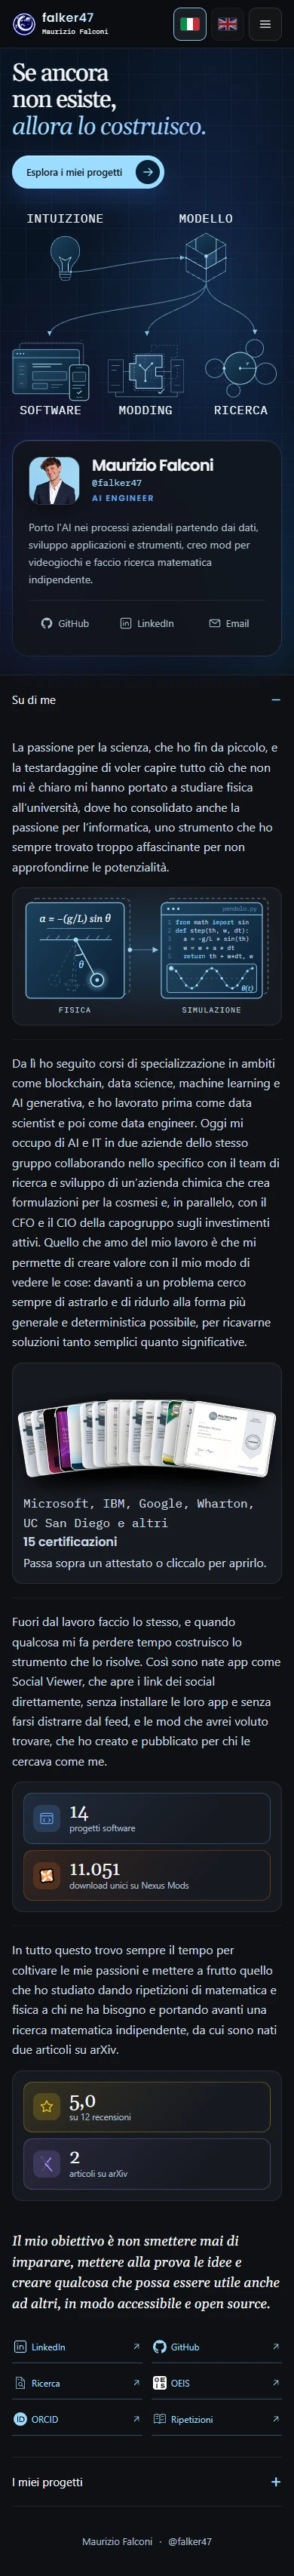 falker47
Maurizio Falconi
Se ancora
non esiste,
allora lo costruisco.
Esplora i miei progetti
INTUIZIONE
MODELLO
SOFTWARE
MODDING
RICERCA
Maurizio Falconi
@falker47
AI ENGINEER
Porto l'AI nei processi aziendali partendo dai dati,
sviluppo applicazioni e strumenti, creo mod per
videogiochi e faccio ricerca matematica
indipendente.
GitHub
LinkedIn
Email
Su di me
La passione per la scienza, che ho fin da piccolo, e
la testardaggine di voler capire tutto ciò che non
mi è chiaro mi hanno portato a studiare fisica
all'università, dove ho consolidato anche la
passione per l'informatica, uno strumento che ho
sempre trovato troppo affascinante per non
approfondirne le potenzialità.
α = −(g/L) sin θ
θ
FISICA
pendolo.py
1 from math import sin
2 def step(th, w, dt):
3 a = -g/L * sin(th)
4 w = w + a * dt
5 return th + w*dt, w
θ(t)
SIMULAZIONE
Da lì ho seguito corsi di specializzazione in ambiti
come blockchain, data science, machine learning e
AI generativa, e ho lavorato prima come data
scientist e poi come data engineer. Oggi mi
occupo di AI e IT in due aziende dello stesso
gruppo collaborando nello specifico con il team di
ricerca e sviluppo di un'azienda chimica che crea
formulazioni per la cosmesi e, in parallelo, con il
CFO e il CIO della capogruppo sugli investimenti
attivi. Quello che amo del mio lavoro è che mi
permette di creare valore con il mio modo di
vedere le cose: davanti a un problema cerco
sempre di astrarlo e di ridurlo alla forma più
generale e deterministica possibile, per ricavarne
soluzioni tanto semplici quanto significative.
Microsoft, IBM, Google, Wharton,
UC San Diego e altri
15 certificazioni
Passa sopra un attestato o cliccalo per aprirlo.
Fuori dal lavoro faccio lo stesso, e quando
qualcosa mi fa perdere tempo costruisco lo
strumento che lo risolve. Così sono nate app come
Social Viewer, che apre i link dei social
direttamente, senza installare le loro app e senza
farsi distrarre dal feed, e le mod che avrei voluto
trovare, che ho creato e pubblicato per chi le
cercava come me.
14
progetti software
11.051
download unici su Nexus Mods
In tutto questo trovo sempre il tempo per
coltivare le mie passioni e mettere a frutto quello
che ho studiato dando ripetizioni di matematica e
fisica a chi ne ha bisogno e portando avanti una
ricerca matematica indipendente, da cui sono nati
due articoli su arXiv.
5,0
su 12 recensioni
2
articoli su arXiv
Il mio obiettivo è non smettere mai di
imparare, mettere alla prova le idee e
creare qualcosa che possa essere utile anche
ad altri, in modo accessibile e open source.
LinkedIn
GitHub
Ricerca
OEIS
ORCID
Ripetizioni
I miei progetti
Maurizio Falconi · @falker47